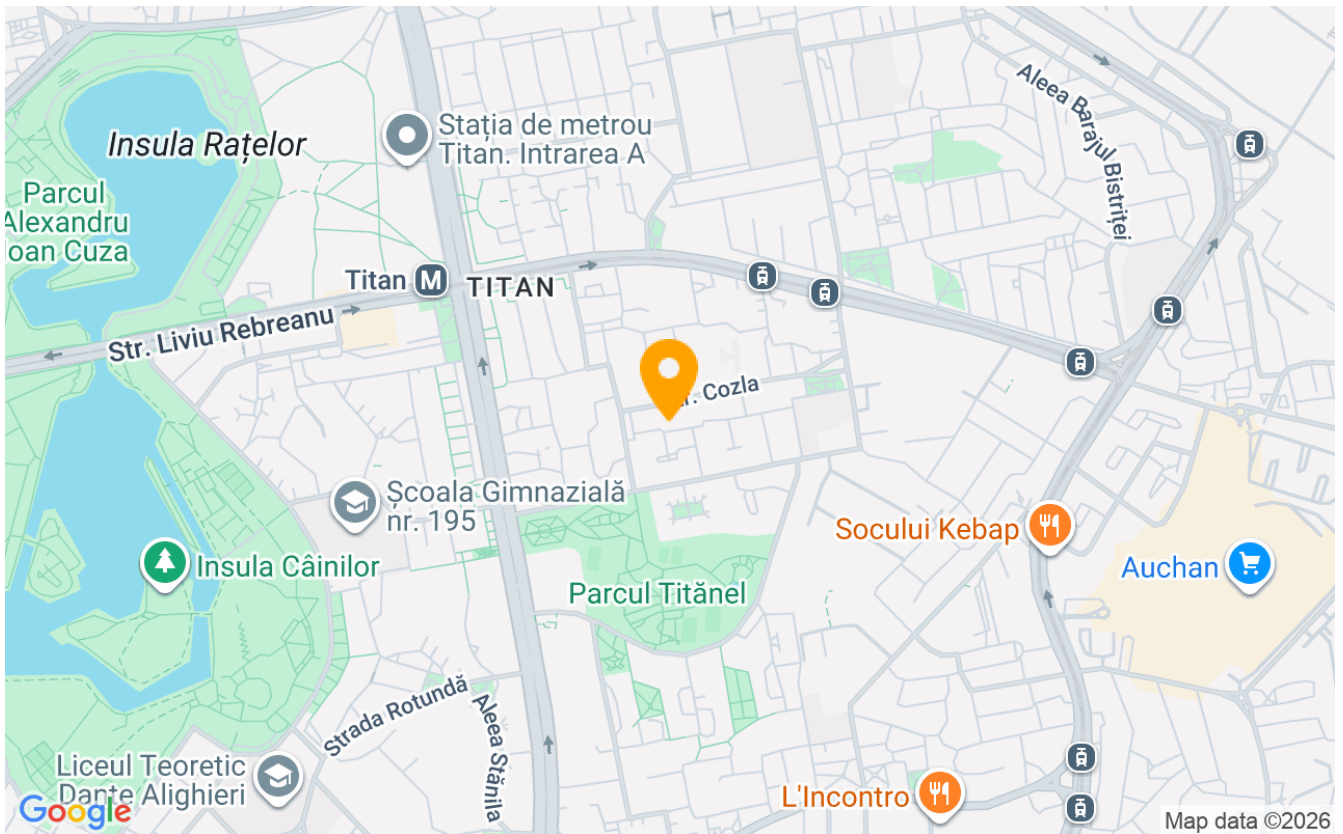 Insula Rațelor
Stația de metrou
Titan. Intrarea A
Aleea Barajul Bistriței
Parcul
Alexandru
Ioan Cuza
Titan
M
TITAN
Str. Liviu Rebreanu
Cozla
Școala Gimnazială
nr. 195
Socului Kebap
Auchan
Insula Câinilor
Parcul Titănel
Strada Rotundă
Aleea Stănila
Liceul Teoretic
Dante Alighieri
L'Incontro
Google
Map data ©2026